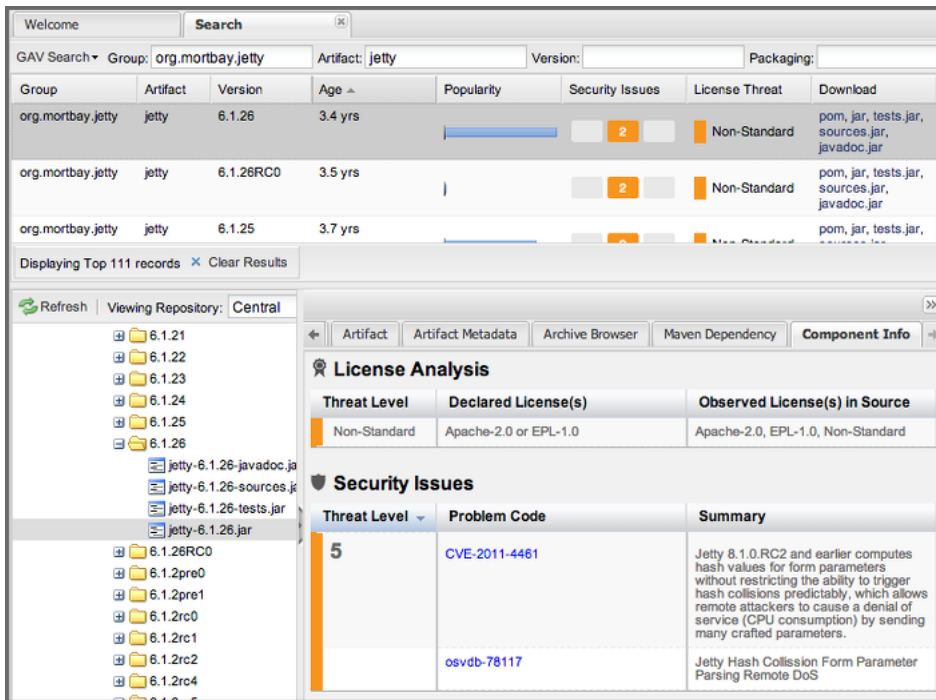 Welcome Search
GAV Search Group: org.mortbay.jetty Artifact: jetty Version: Packaging:
Group Artifact Version Age Popularity Security Issues License Threat Download
org.mortbay.jetty jetty 6.1.26 3.4 yrs 2 Non-Standard pom, jar, tests.jar,
sources.jar,
javadoc.jar
org.mortbay.jetty jetty 6.1.26RC0 3.5 yrs 2 Non-Standard pom, jar, tests.jar,
sources.jar,
javadoc.jar
org.mortbay.jetty jetty 6.1.25 3.7 yrs 2 Non-Standard pom, jar, tests.jar,
sources.jar,
Displaying Top 111 records Clear Results
Refresh Viewing Repository: Central
6.1.21
6.1.22
6.1.23
6.1.24
6.1.25
6.1.26
jetty-6.1.26-javadoc.ja
jetty-6.1.26-sources.ja
jetty-6.1.26-tests.jar
jetty-6.1.26.jar
6.1.26RC0
6.1.2pre0
6.1.2pre1
6.1.2rc0
6.1.2rc1
6.1.2rc2
6.1.2rc4
Artifact Artifact Metadata Archive Browser Maven Dependency Component Info
License Analysis
Threat Level Declared License(s) Observed License(s) in Source
Non-Standard Apache-2.0 or EPL-1.0 Apache-2.0, EPL-1.0, Non-Standard
Security Issues
Threat Level Problem Code Summary
5 CVE-2011-4461 Jetty 8.1.0.RC2 and earlier computes
hash values for form parameters
without restricting the ability to trigger
hash collisions predictably, which allows
remote attackers to cause a denial of
service (CPU consumption) by sending
many crafted parameters.
osvdb-78117 Jetty Hash Collission Form Parameter
Parsing Remote DoS